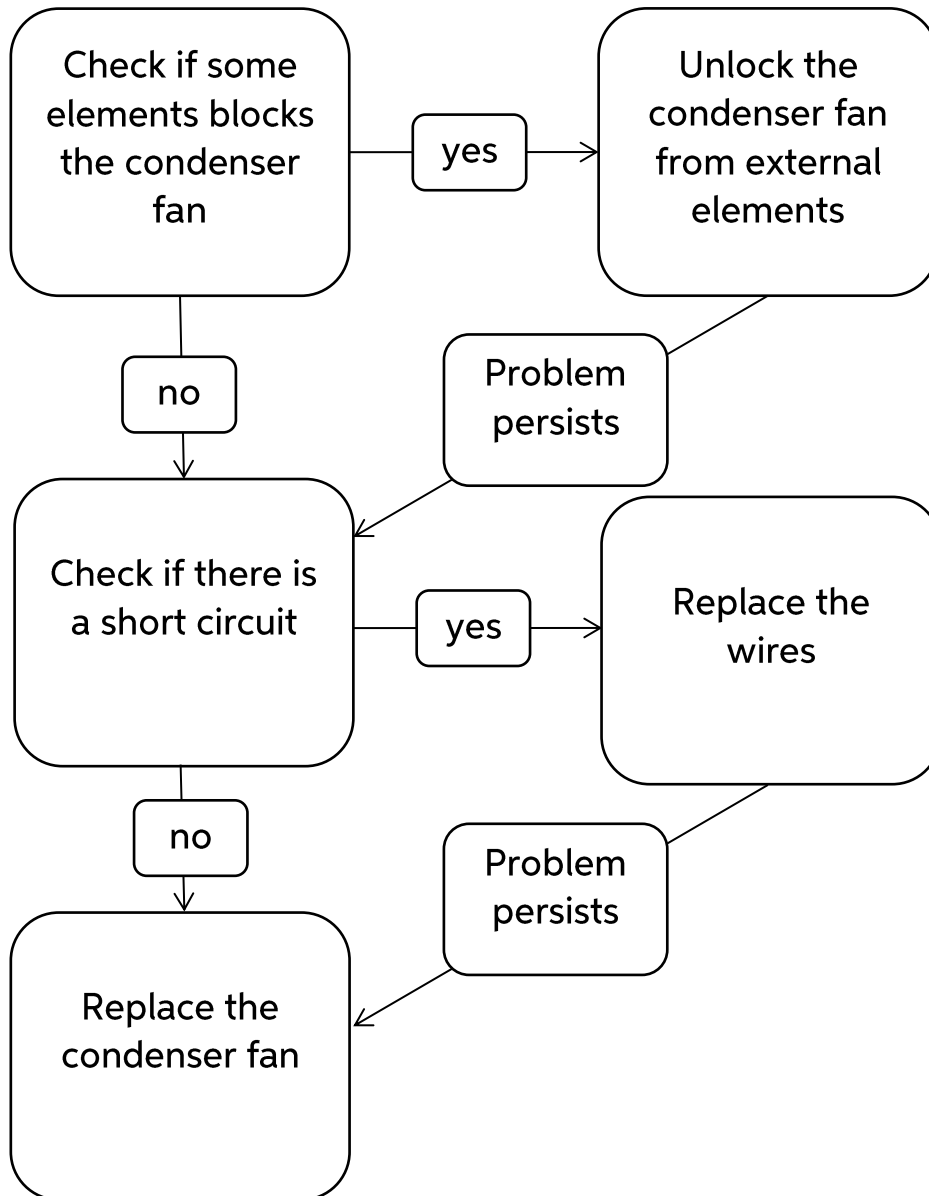 Check if some
elements blocks
the condenser
fan
yes
Unlock the
condenser fan
from external
elements
no
Problem
persists
Check if there is
a short circuit
yes
Replace the
wires
no
Problem
persists
Replace the
condenser fan